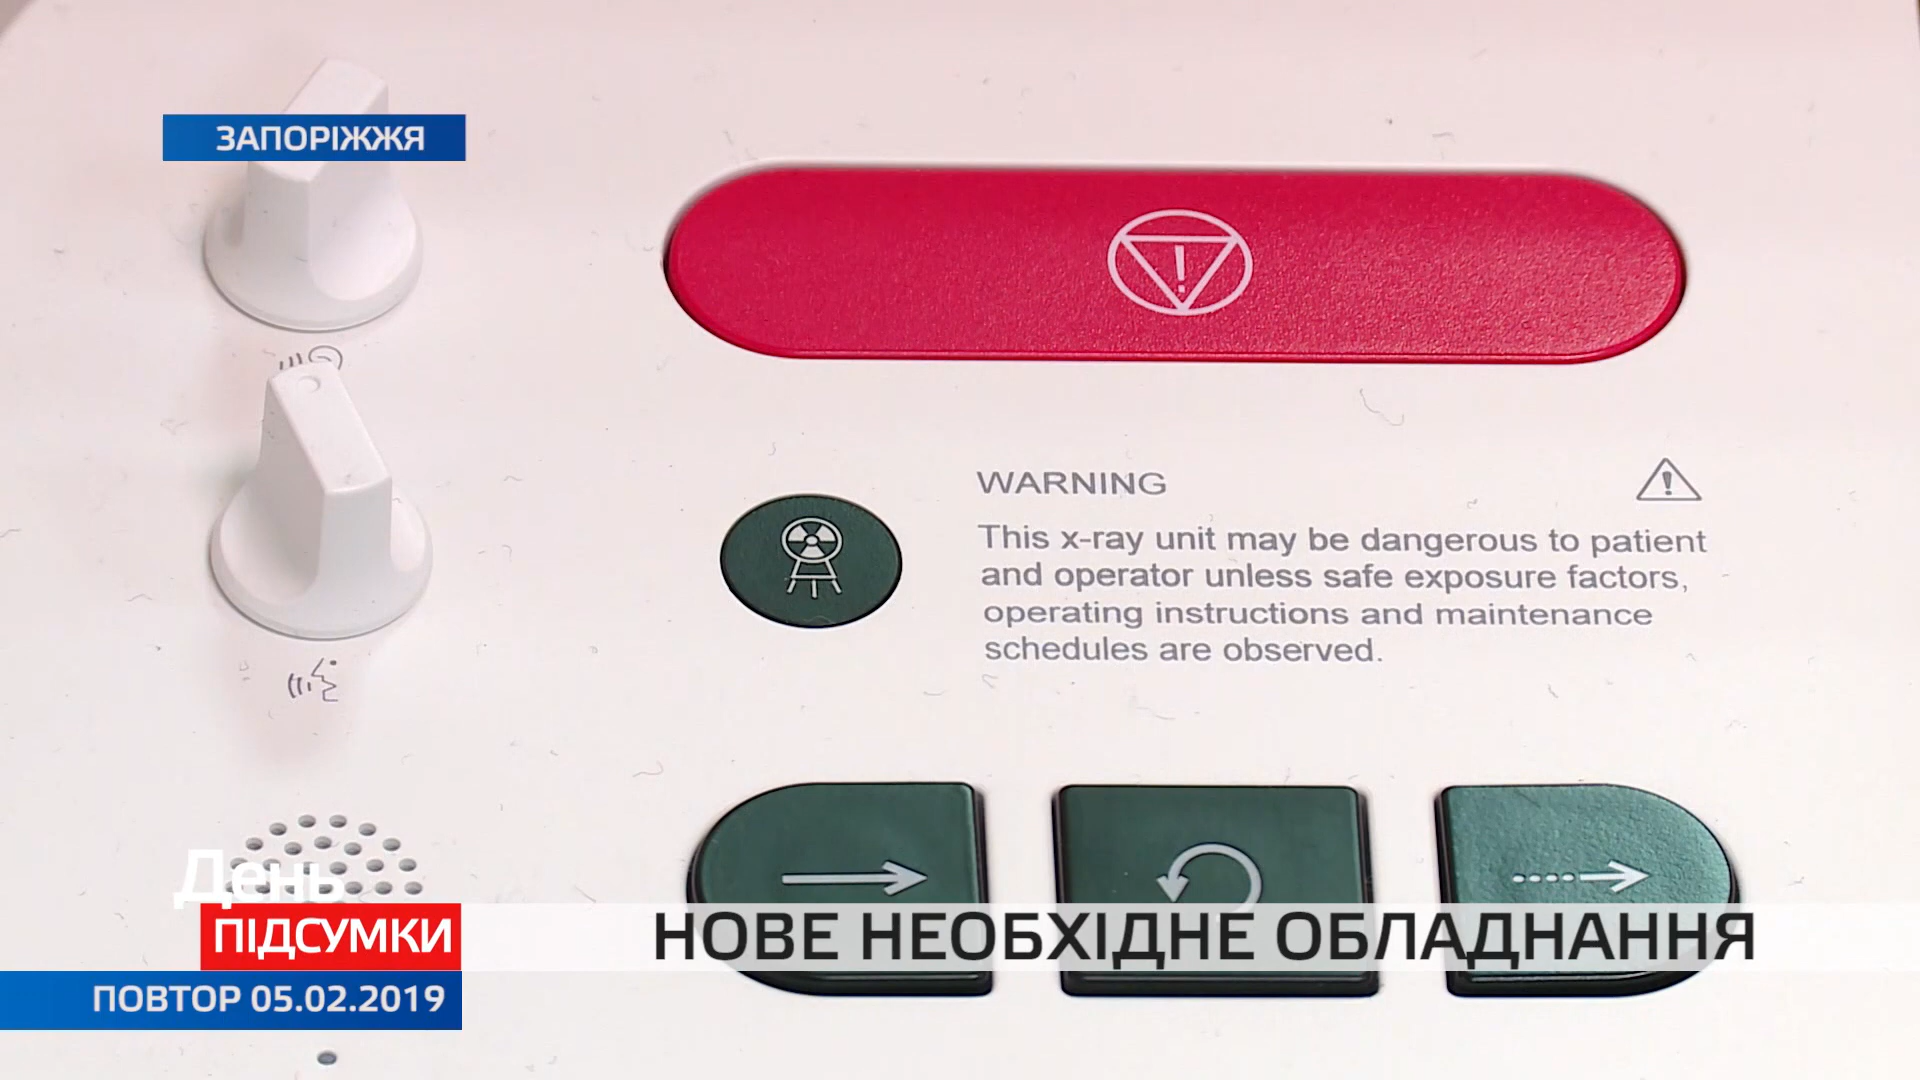 ЗАПОРІЖЖЯ
WARNING
This x-ray unit may be dangerous to patient
and operator unless safe exposure factors,
operating instructions and maintenance
schedules are observed.
День
ПІДСУМКИ
НОВЕ НЕОБХІДНЕ ОБЛАДНАННЯ
ПОВТОР 05.02.2019